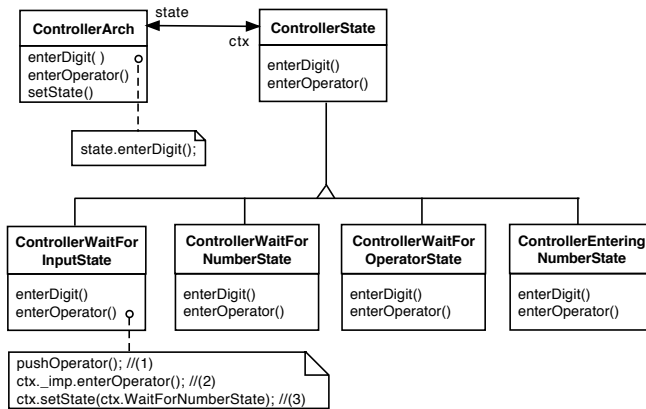 state
ctx
ControllerArch
enterDigit( )
enterOperator()
setState()
ControllerState
enterDigit()
enterOperator()
state.enterDigit();
ControllerWaitFor
InputState
enterDigit()
enterOperator()
ControllerWaitFor
NumberState
enterDigit()
enterOperator()
ControllerWaitFor
OperatorState
enterDigit()
enterOperator()
ControllerEntering
NumberState
enterDigit()
enterOperator()
pushOperator(); //(1)
ctx._imp.enterOperator(); //(2)
ctx.setState(ctx.WaitForNumberState); //(3)